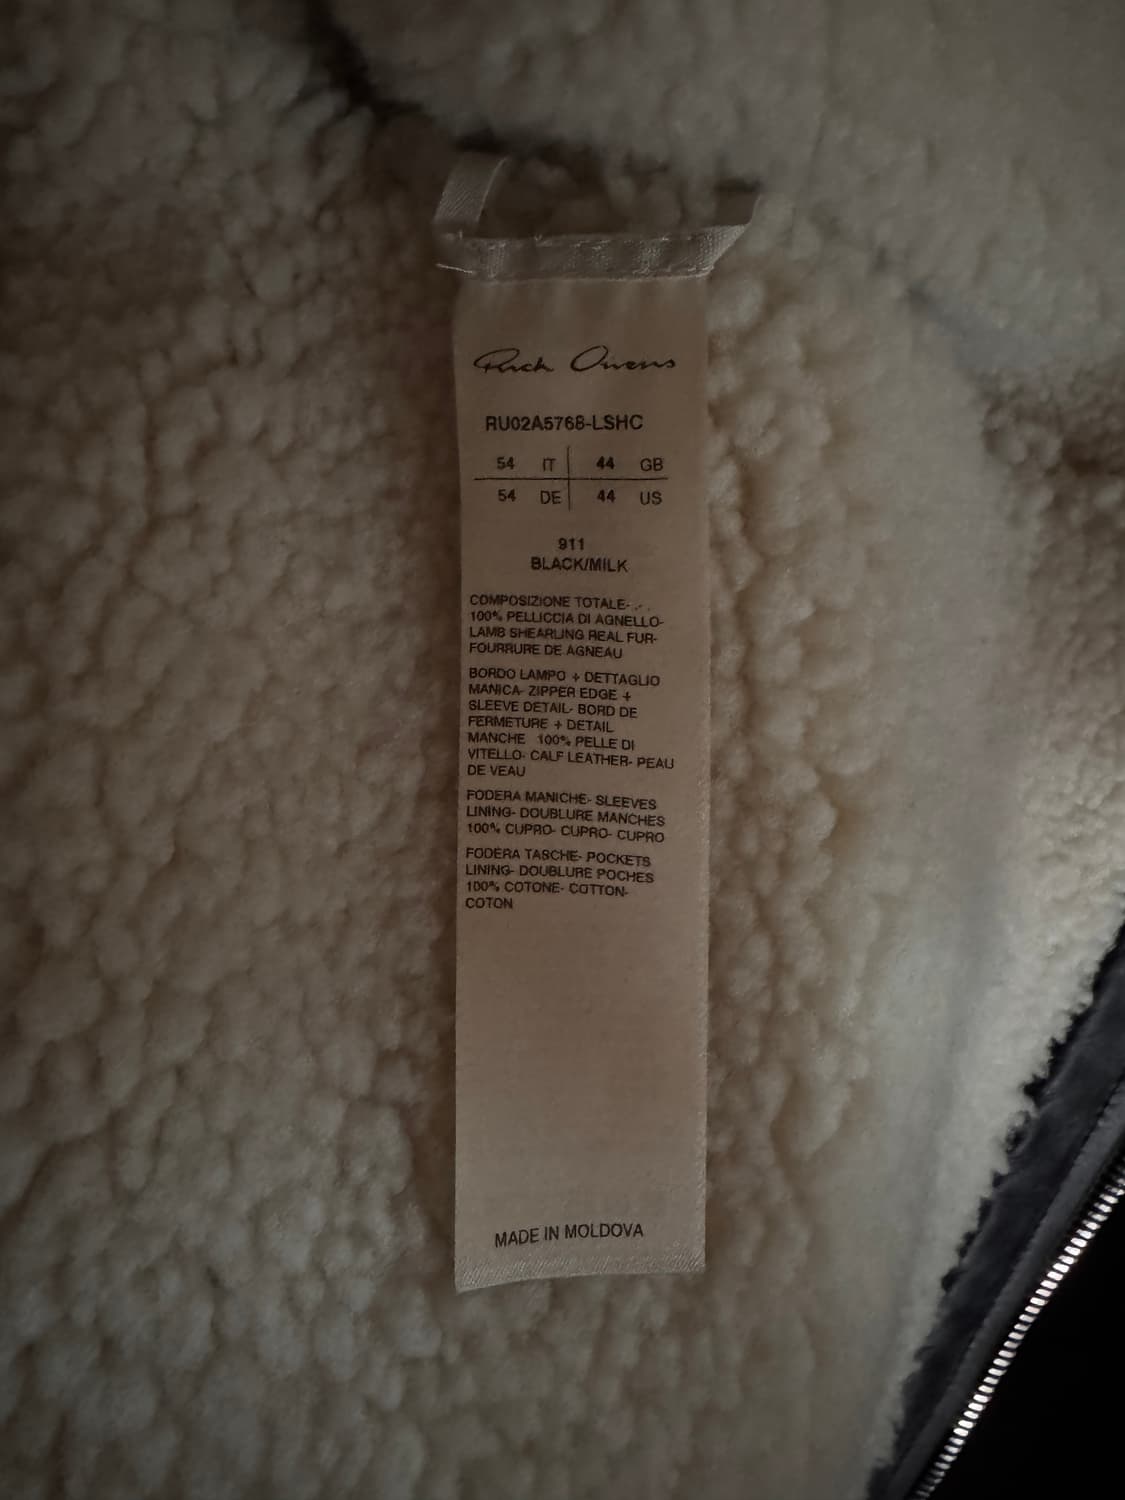 Rick Owens
RU02A5768-LSHC
54 IT 44 GB
54 DE 44 US
911
BLACK/MILK
COMPOSIZIONE TOTALE-
100% PELLICCIA DI AGNELLO-
LAMB SHEARLING REAL FUR-
FOURRURE DE AGNEAU
BORDO LAMPO + DETTAGLIO
MANICA- ZIPPER EDGE +
SLEEVE DETAIL- BORD DE
FERMETURE + DETAIL
MANCHE 100% PELLE DI
VITELLO- CALF LEATHER- PEAU
DE VEAU
FODERA MANICHE- SLEEVES
LINING- DOUBLURE MANCHES
100% CUPRO- CUPRO- CUPRO
FODERA TASCHE- POCKETS
LINING- DOUBLURE POCHES
100% COTONE- COTTON-
COTON
MADE IN MOLDOVA